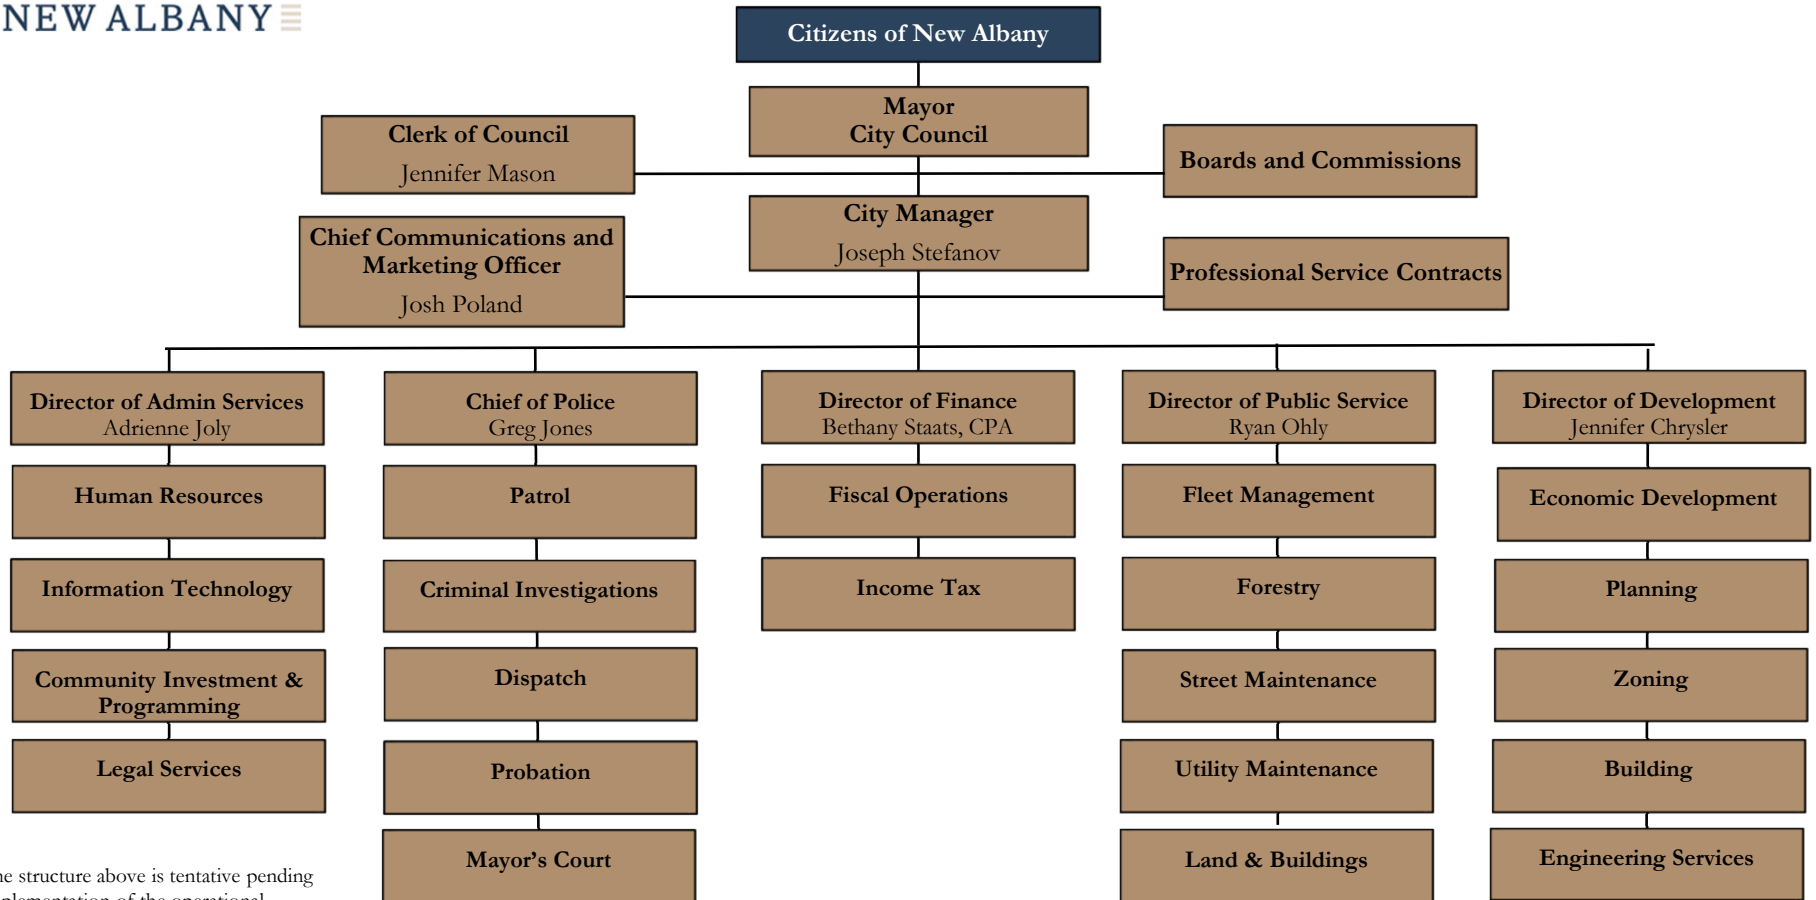 NEW ALBANY
Citizens of New Albany
Mayor
City Council
Clerk of Council
Jennifer Mason
Boards and Commissions
City Manager
Joseph Stefanov
Chief Communications and
Marketing Officer
Josh Poland
Professional Service Contracts
Director of Admin Services
Adrienne Joly
Human Resources
Information Technology
Community Investment &
Programming
Legal Services
Chief of Police
Greg Jones
Patrol
Criminal Investigations
Dispatch
Probation
Mayor's Court
Director of Finance
Bethany Staats, CPA
Fiscal Operations
Income Tax
Director of Public Service
Ryan Ohly
Fleet Management
Forestry
Street Maintenance
Utility Maintenance
Land & Buildings
Director of Development
Jennifer Chrysler
Economic Development
Planning
Zoning
Building
Engineering Services
structure above is tentative pending
of the operational